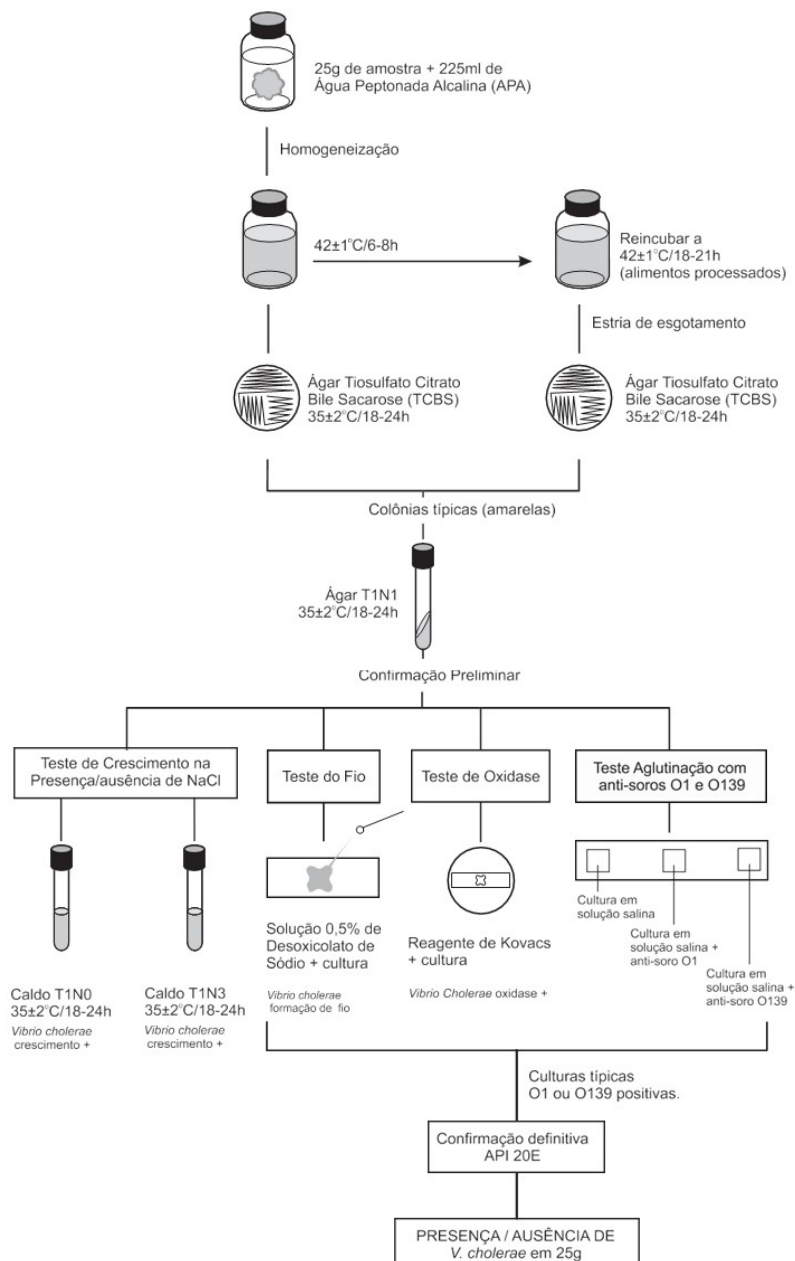 25g de amostra + 225ml de
Água Peptonada Alcalina (APA)
Homogeneização
42±1°C/6-8h
Reincubar a
42±1°C/18-21h
(alimentos processados)
Estria de esgotamento
Ágar Tiosulfato Citrato
Bile Sacarose (TCBS)
35±2°C/18-24h
Ágar Tiosulfato Citrato
Bile Sacarose (TCBS)
35±2°C/18-24h
Colônias típicas (amarelas)
Ágar T1N1
35±2°C/18-24h
Confirmação Preliminar
Teste de Crescimento na
Presença/ausência de NaCl
Teste do Fio
Teste de Oxidase
Teste Aglutinação com
anti-soros O1 e O139
Caldo T1N0
35±2°C/18-24h
Vibrio cholerae
crescimento +
Caldo T1N3
35±2°C/18-24h
Vibrio cholerae
crescimento +
Solução 0,5% de
Desoxicolato de
Sódio + cultura
Vibrio cholerae
formação de fio
Reagente de Kovacs
+ cultura
Vibrio Cholerae oxidase +
Cultura em
solução salina
Cultura em
solução salina +
anti-soro O1
Cultura em
solução salina +
anti-soro O139
Culturas típicas
O1 ou O139 positivas.
Confirmação definitiva
API 20E
PRESENÇA / AUSÊNCIA DE
V. cholerae em 25g